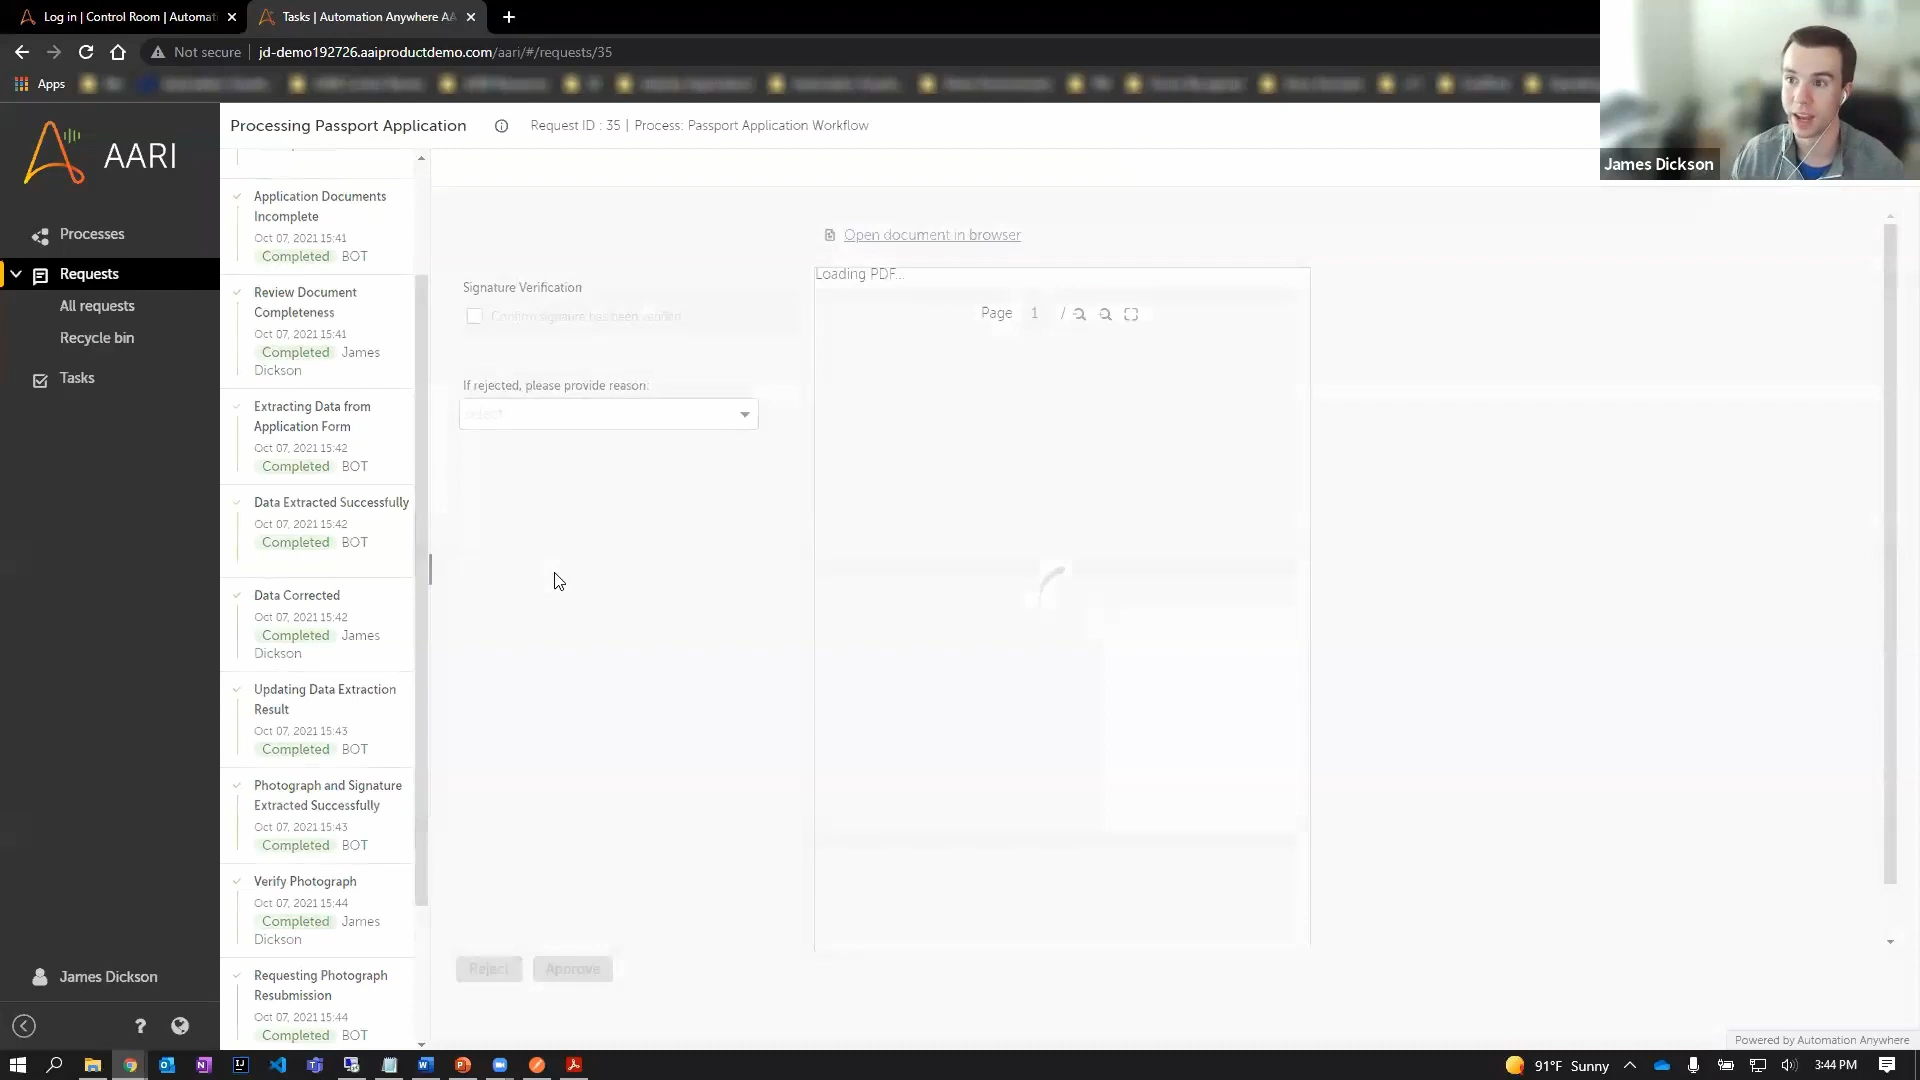 Log in | Control Room | Automat
Tasks | Automation Anywhere AA
Not secure
jd-demo192726.aaiproductdemo.com/aari/#/requests/35
Apps
James Dickson
AARI
Processes
Requests
All requests
Recycle bin
Tasks
James Dickson
?
Processing Passport Application
Request ID : 35 | Process: Passport Application Workflow
Application Documents
Incomplete
Oct 07, 2021 15:41
Completed BOT
Review Document
Completeness
Oct 07, 2021 15:41
Completed James
Dickson
Extracting Data from
Application Form
Oct 07, 2021 15:42
Completed BOT
Data Extracted Successfully
Oct 07, 2021 15:42
Completed BOT
Data Corrected
Oct 07, 2021 15:42
Completed James
Dickson
Updating Data Extraction
Result
Oct 07, 2021 15:43
Completed BOT
Photograph and Signature
Extracted Successfully
Oct 07, 2021 15:43
Completed BOT
Verify Photograph
Oct 07, 2021 15:44
Completed James
Dickson
Requesting Photograph
Resubmission
Oct 07, 2021 15:44
Completed BOT
Open document in browser
Signature Verification
Confirm signature has been verified
If rejected, please provide reason:
select
Loading PDF...
Page 1 /
Reject
Approve
Powered by Automation Anywhere
91°F Sunny
3:44 PM